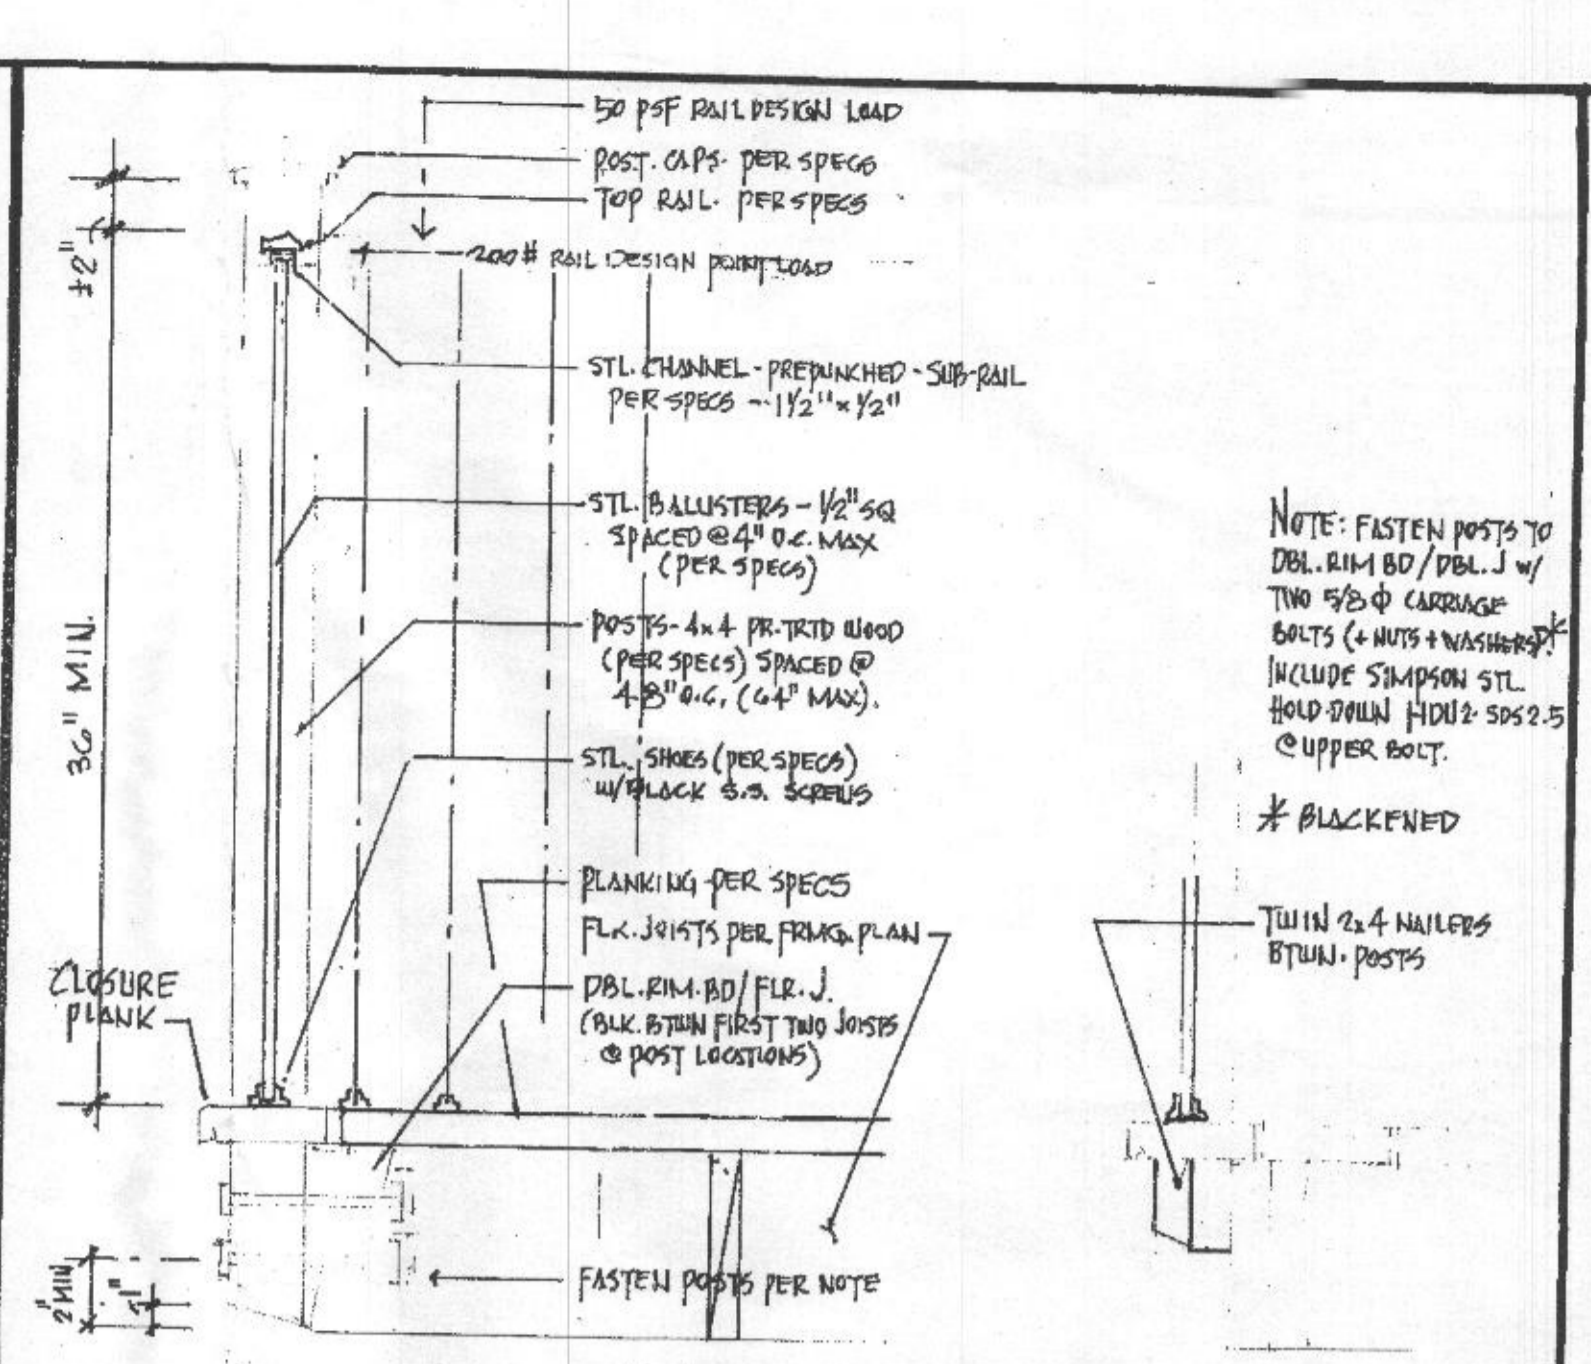 50 PSF RAIL DESIGN LOAD
POST. CAPS. PER SPECS
TOP RAIL. PER SPECS
200# RAIL DESIGN POINT LOAD
±2"
STL. CHANNEL - PREPUNCHED - SUB-RAIL
PER SPECS - 1 1/2" x 1/2"
STL. BALUSTERS - 1/2" SQ
SPACED @ 4" O.C. MAX
(PER SPECS)
POSTS - 4x4 PR. TRTD WOOD
(PER SPECS) SPACED @
4'-8" O.C. (64" MAX).
36" MIN.
STL. SHOES (PER SPECS)
W/BLACK S.S. SCREWS
PLANKING PER SPECS
FLR. JOISTS PER FRMG. PLAN
DBL. RIM. BD/FLR. J.
(BLK. BTWN FIRST TWO JOISTS
@ POST LOCATIONS)
CLOSURE
PLANK
FASTEN POSTS PER NOTE
2" MIN
1"
NOTE: FASTEN POSTS TO
DBL. RIM BD/DBL. J w/
TWO 5/8 Φ CARRIAGE
BOLTS (+ NUTS + WASHERS).*
INCLUDE SIMPSON STL.
HOLD-DOWN HDU2-SDS2.5
@ UPPER BOLT.
* BLACKENED
TWIN 2x4 NAILERS
BTWN. POSTS